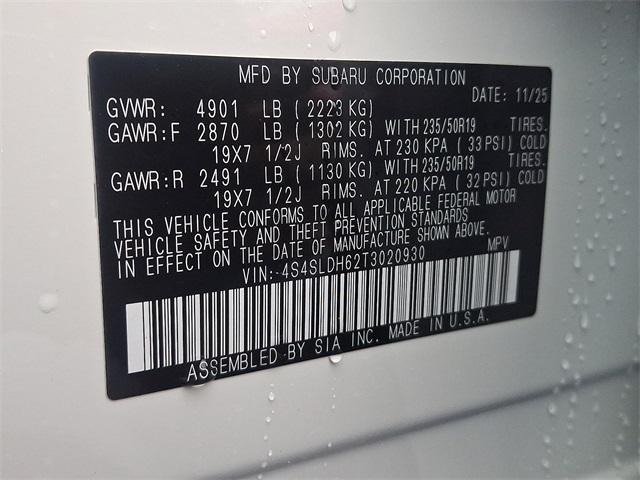 MFD BY SUBARU CORPORATION
DATE: 11/25
GVWR: 4901 LB ( 2223 KG)
GAWR:F 2870 LB ( 1302 KG) WITH 235/50R19 TIRES.
19X7 1/2J RIMS. AT 230 KPA ( 33 PSI) COLD
GAWR:R 2491 LB ( 1130 KG) WITH 235/50R19 TIRES.
19X7 1/2J RIMS. AT 220 KPA ( 32 PSI) COLD
THIS VEHICLE CONFORMS TO ALL APPLICABLE FEDERAL MOTOR
VEHICLE SAFETY AND THEFT PREVENTION STANDARDS
IN EFFECT ON THE DATE OF MANUFACTURE SHOWN ABOVE.
VIN:-4S4SLDH62T3020930 MPV
ASSEMBLED BY SIA INC. MADE IN U.S.A.